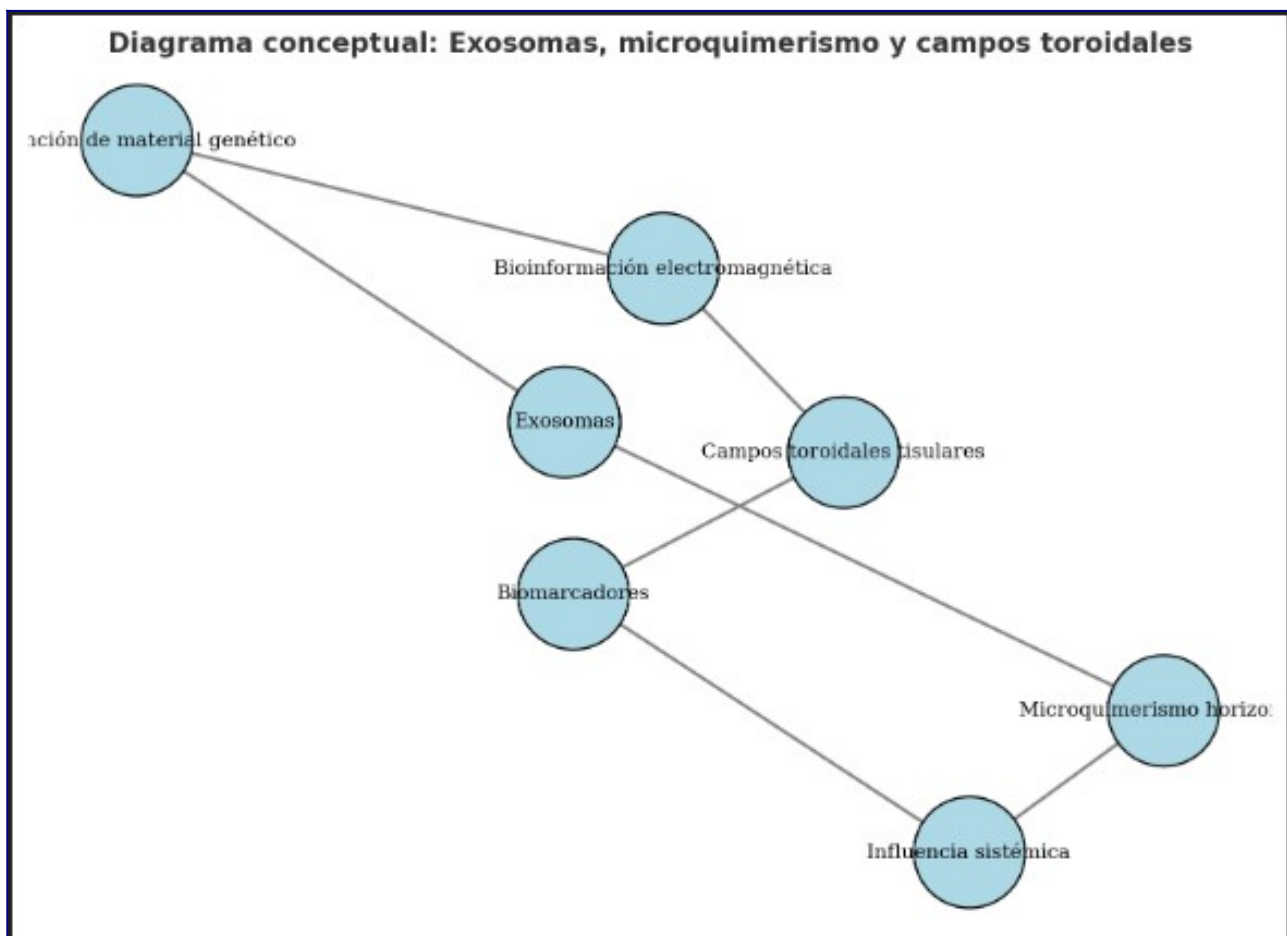 Diagrama conceptual: Exosomas, microquimerismo y campos toroidales
nción de material genético
Bioinformación electromagnética
Exosomas
Campos toroidales tisulares
Biomarcadores
Microquimerismo horizo
Influencia sistémica